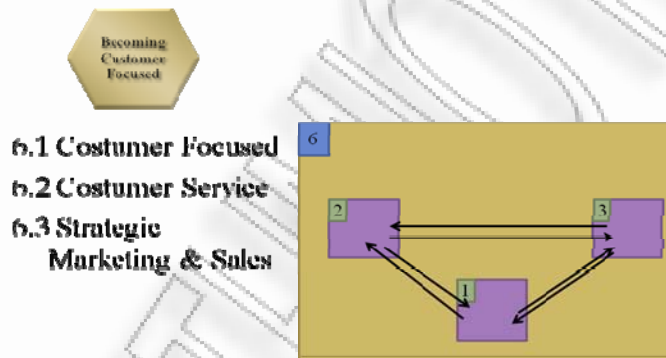 Becoming
Customer
Focused
6.1 Costumer Focused
6.2 Costumer Service
6.3 Strategic
Marketing & Sales
6
2
3
1